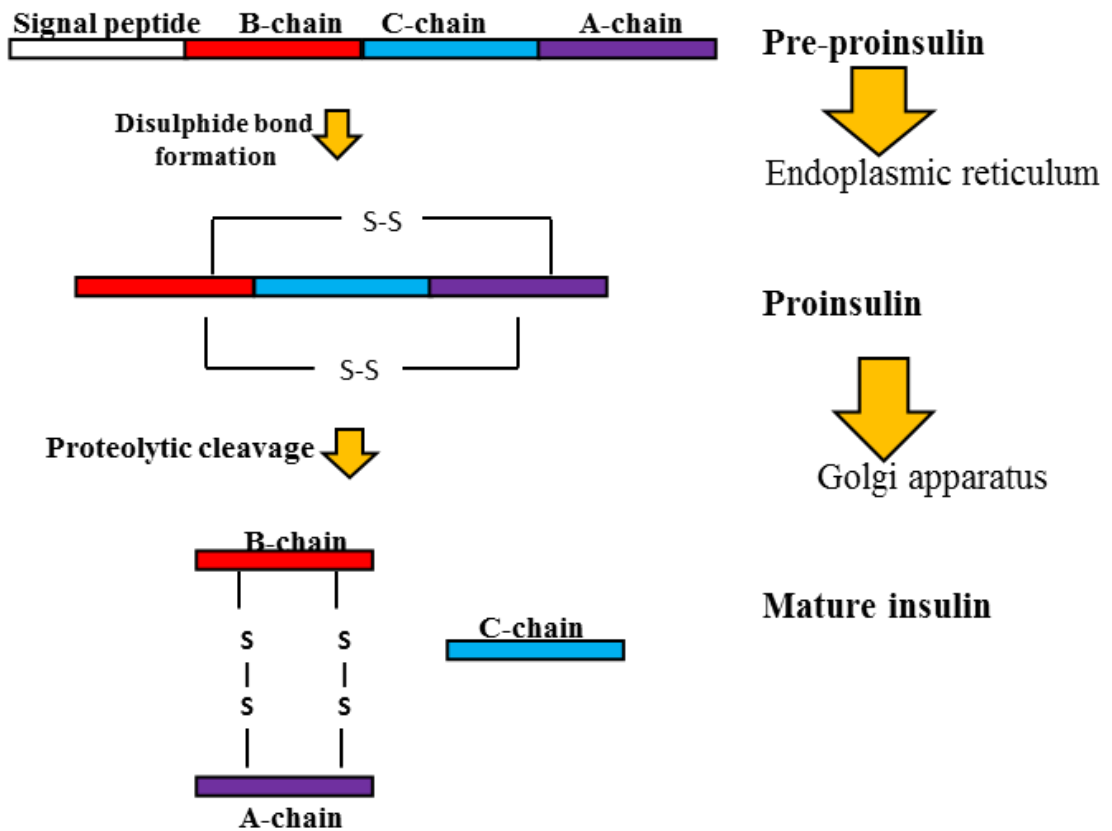 Signal peptide B-chain C-chain A-chain
Pre-proinsulin
Disulphide bond
formation
Endoplasmic reticulum
S-S
Proinsulin
S-S
Proteolytic cleavage
Golgi apparatus
B-chain
Mature insulin
C-chain
S S
S S
A-chain